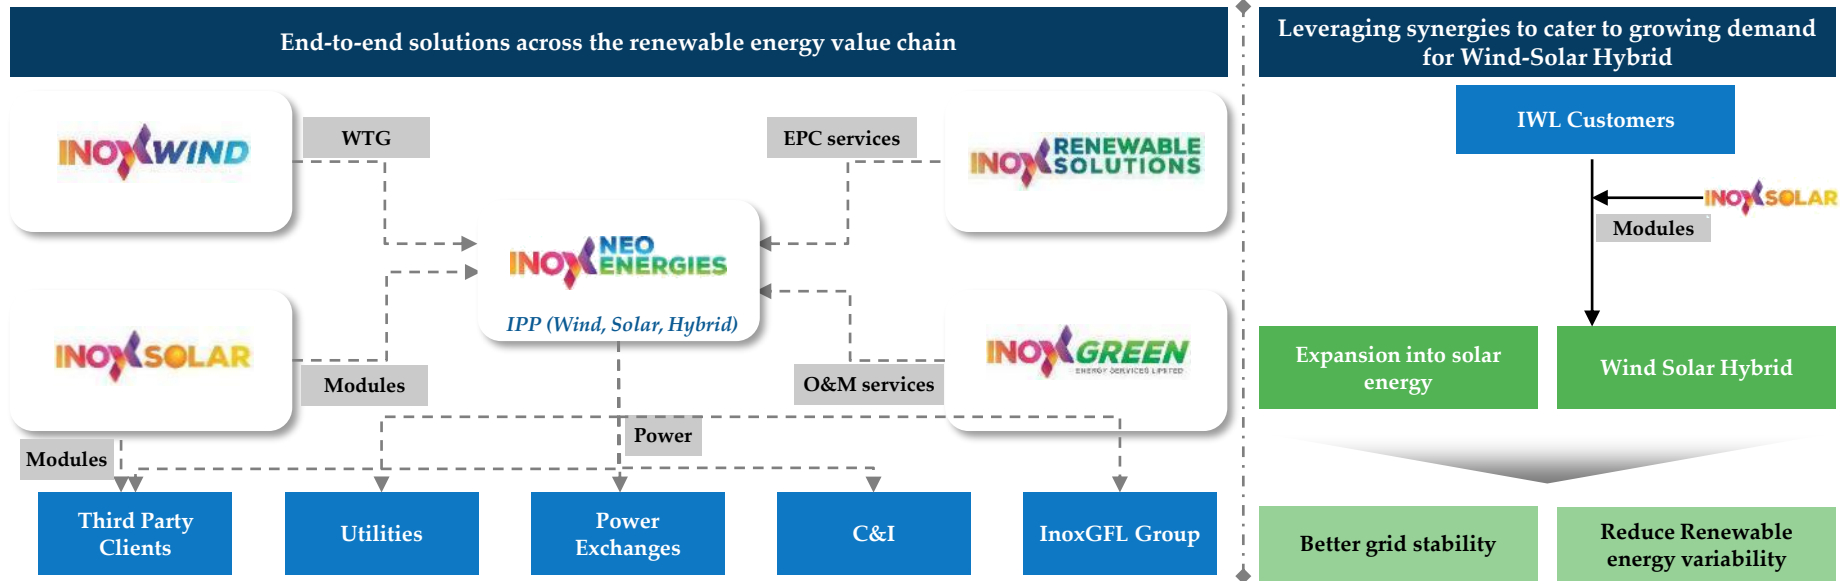 End-to-end solutions across the renewable energy value chain
INOX WIND
WTG
EPC services
INOX RENEWABLE
SOLUTIONS
INOX NEO
ENERGIES
IPP (Wind, Solar, Hybrid)
INOX SOLAR
Modules
O&M services
INOX GREEN
ENERGY SERVICES LIMITED
Modules
Power
Third Party
Clients
Utilities
Power
Exchanges
C&I
InoxGFL Group
Leveraging synergies to cater to growing demand
for Wind-Solar Hybrid
IWL Customers
INOX SOLAR
Modules
Expansion into solar
energy
Wind Solar Hybrid
Better grid stability
Reduce Renewable
energy variability